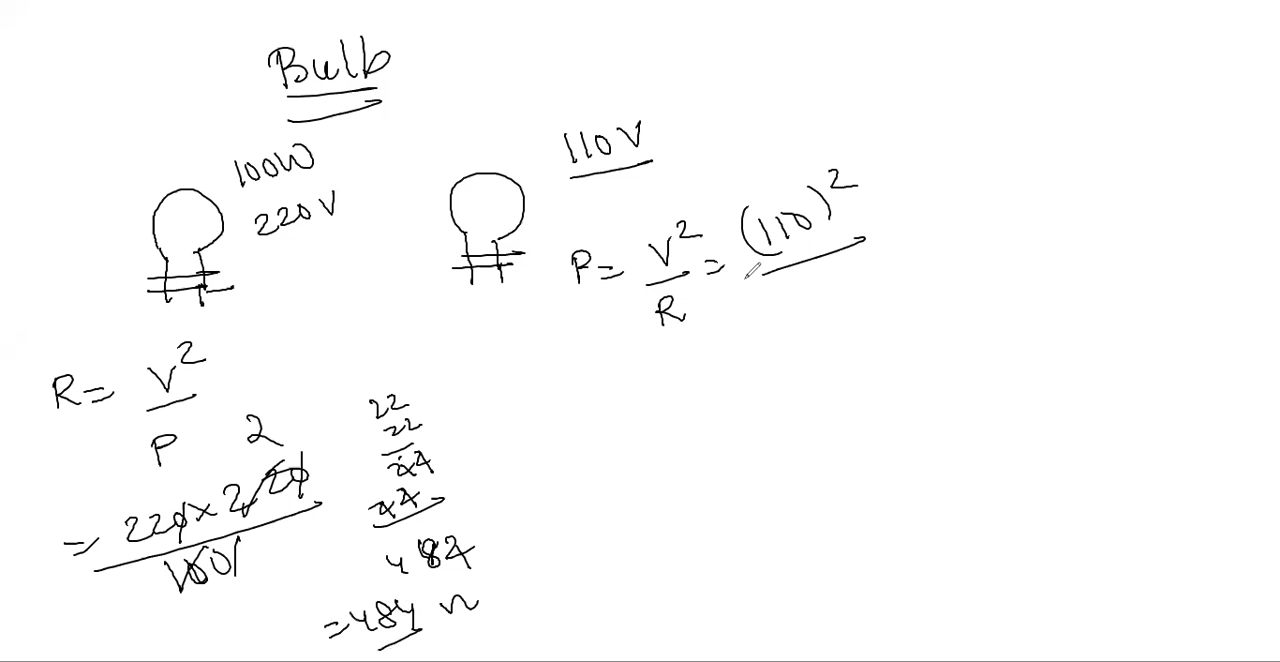 Bulb
100W
220V
110V
P = V² / R = (110)²
R = V² / P
= 220 × 220 / 100
2
22
22
44
44
484
= 484 Ω